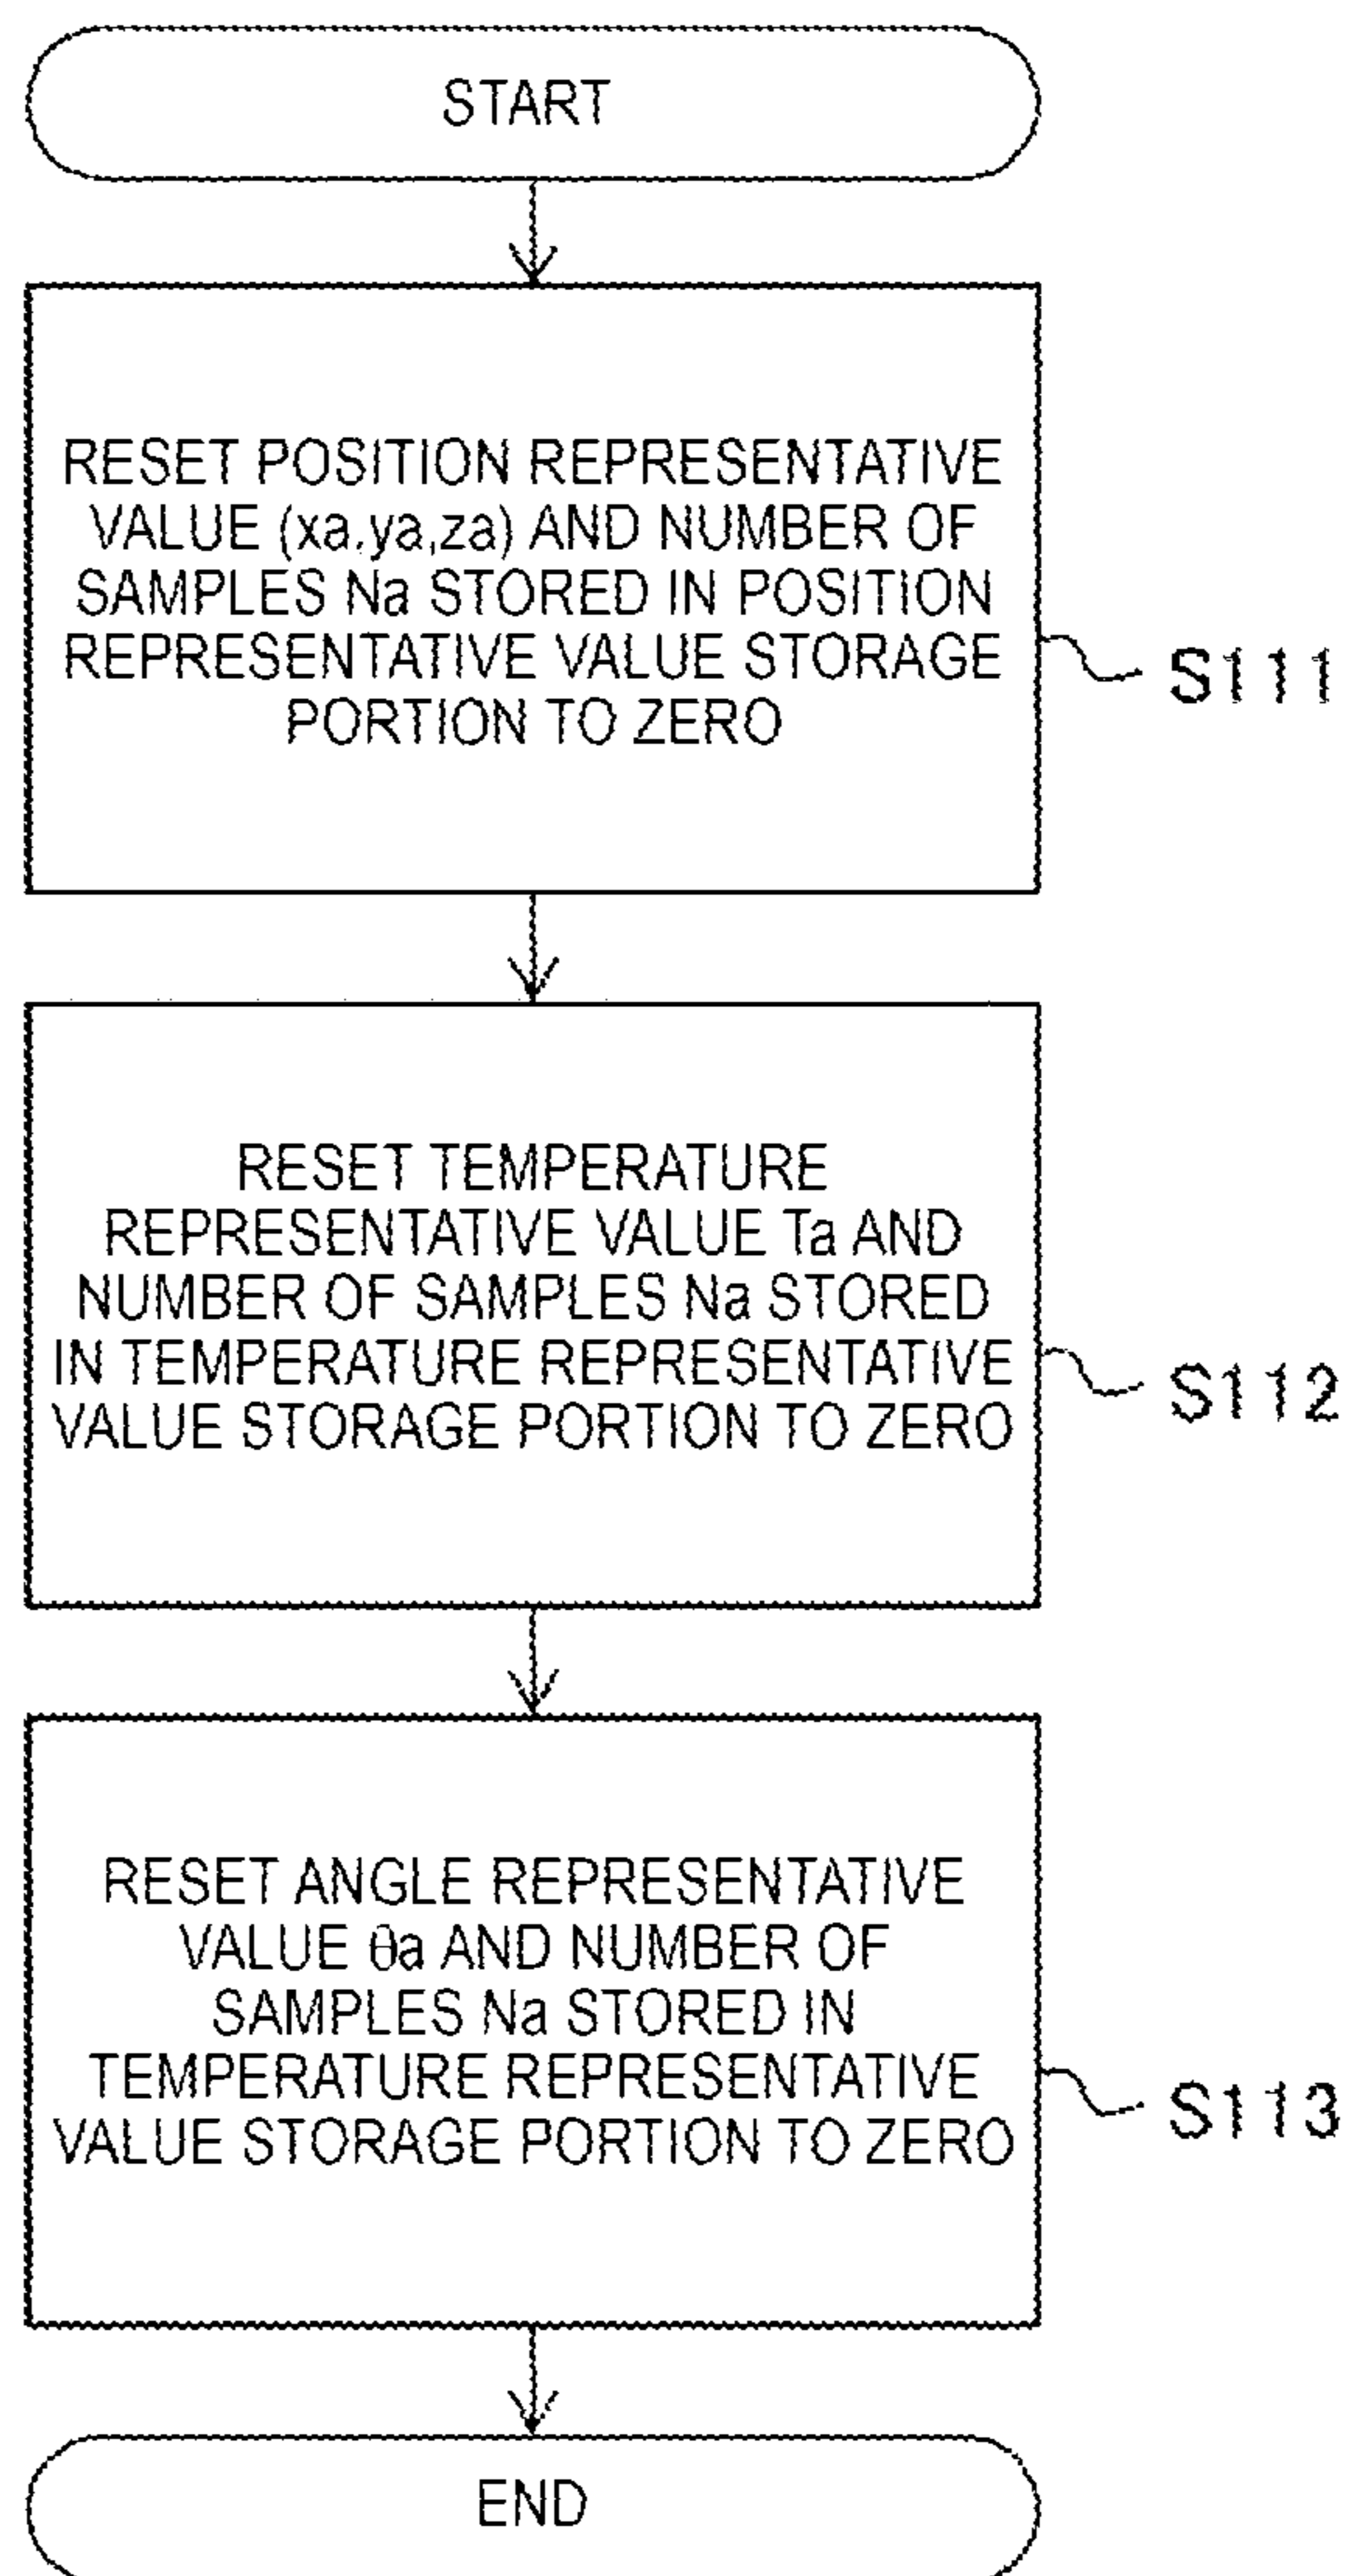 START
RESET POSITION REPRESENTATIVE
VALUE (xa,ya,za) AND NUMBER OF
SAMPLES Na STORED IN POSITION
REPRESENTATIVE VALUE STORAGE
PORTION TO ZERO
S111
RESET TEMPERATURE
REPRESENTATIVE VALUE Ta AND
NUMBER OF SAMPLES Na STORED
IN TEMPERATURE REPRESENTATIVE
VALUE STORAGE PORTION TO ZERO
S112
RESET ANGLE REPRESENTATIVE
VALUE θa AND NUMBER OF
SAMPLES Na STORED IN
TEMPERATURE REPRESENTATIVE
VALUE STORAGE PORTION TO ZERO
S113
END